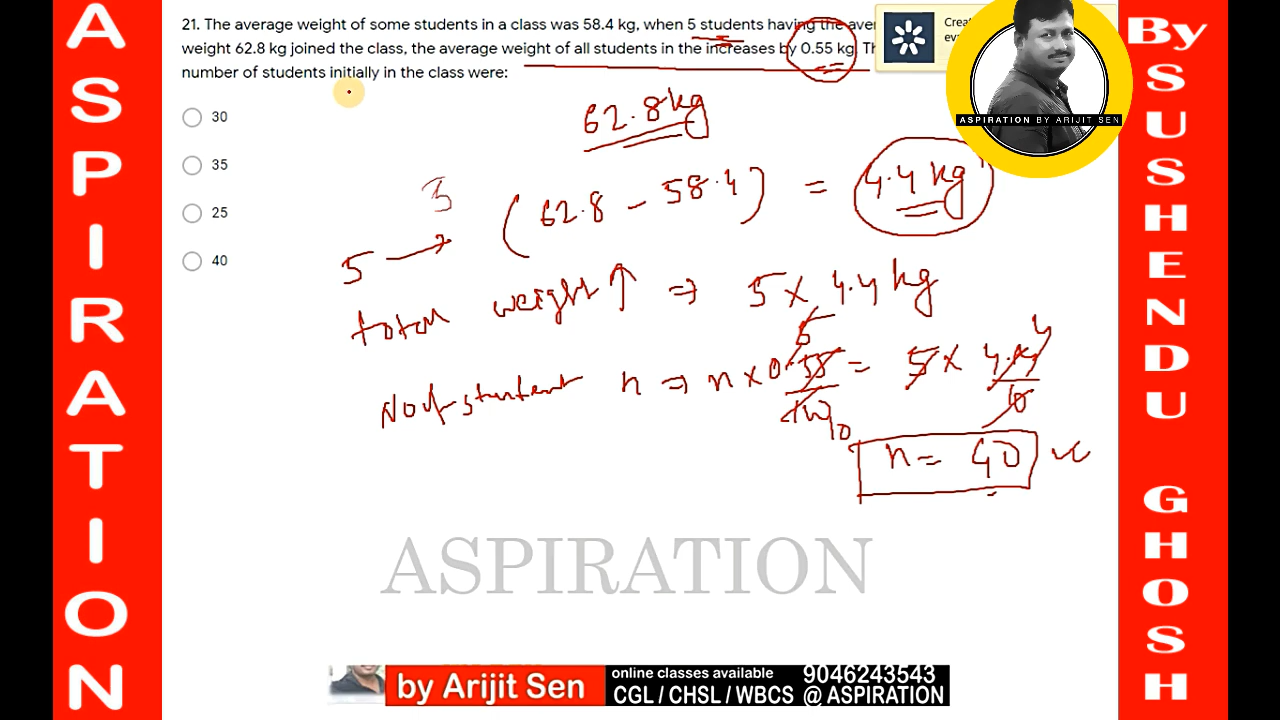 ASPIRATION
21. The average weight of some students in a class was 58.4 kg, when 5 students having the
weight 62.8 kg joined the class, the average weight of all students in the increases by 0.55 kg.
number of students initially in the class were:
30
35
25
40
62.8 kg
5 → (62.8 - 58.4) = 4.4 kg
total weight ↑ ⇒ 5 × 4.4 kg
No of student n ⇒ n × 0.55 = 5 × 4.4
n = 40
ASPIRATION BY ARIJIT SEN
By SUSHENDU GHOSH
ASPIRATION
by Arijit Sen
online classes available 9046243543
CGL / CHSL / WBCS @ ASPIRATION